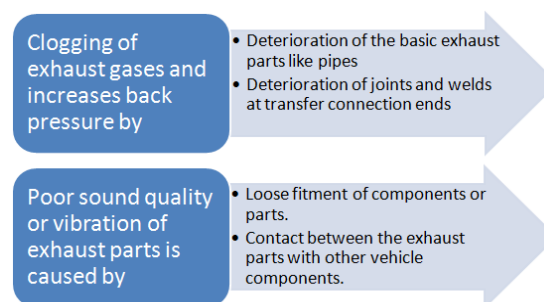 Clogging of
exhaust gases and
increases back
pressure by
• Deterioration of the basic exhaust
parts like pipes
• Deterioration of joints and welds
at transfer connection ends
Poor sound quality
or vibration of
exhaust parts is
caused by
• Loose fitment of components or
parts.
• Contact between the exhaust
parts with other vehicle
components.